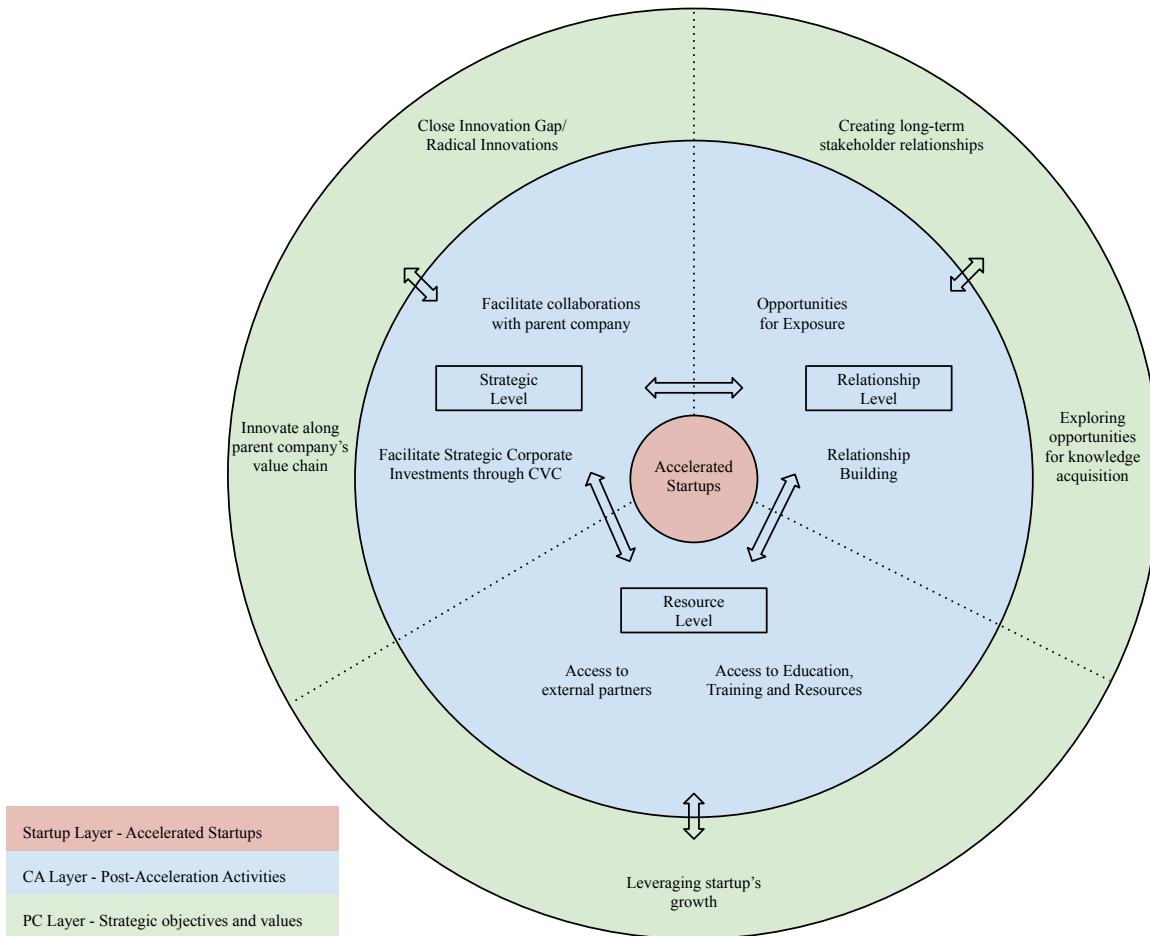 Close Innovation Gap/
Radical Innovations
Creating long-term
stakeholder relationships
Facilitate collaborations
with parent company
Opportunities
for Exposure
Strategic
Level
Relationship
Level
Innovate along
parent company's
value chain
Facilitate Strategic Corporate
Investments through CVC
Accelerated
Startups
Relationship
Building
Exploring
opportunities
for knowledge
acquisition
Resource
Level
Access to
external partners
Access to Education,
Training and Resources
Leveraging startup's
growth
Startup Layer - Accelerated Startups
CA Layer - Post-Acceleration Activities
PC Layer - Strategic objectives and values